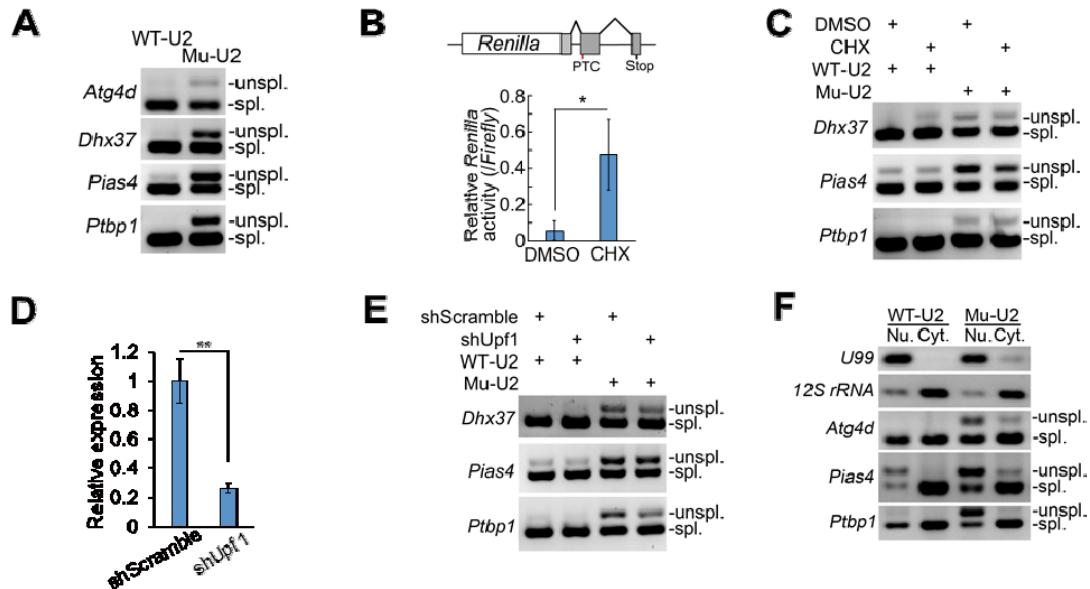 A
WT-U2
Mu-U2
Atg4d
-unspl.
-spl.
Dhx37
-unspl.
-spl.
Pias4
-unspl.
-spl.
Ptbp1
-unspl.
-spl.
B
Renilla
PTC
Stop
Relative Renilla
activity (/Firefly)
0.8
0.6
0.4
0.2
0
*
DMSO
CHX
C
DMSO + +
CHX + +
WT-U2 + +
Mu-U2 + +
Dhx37
-unspl.
-spl.
Pias4
-unspl.
-spl.
Ptbp1
-unspl.
-spl.
D
Relative expression
1.2
1
0.8
0.6
0.4
0.2
0
**
shScramble
shUpf1
E
shScramble + +
shUpf1 + +
WT-U2 + +
Mu-U2 + +
Dhx37
-unspl.
-spl.
Pias4
-unspl.
-spl.
Ptbp1
-unspl.
-spl.
F
WT-U2 Mu-U2
Nu. Cyt. Nu. Cyt.
U99
12S rRNA
Atg4d
-unspl.
-spl.
Pias4
-unspl.
-spl.
Ptbp1
-unspl.
-spl.